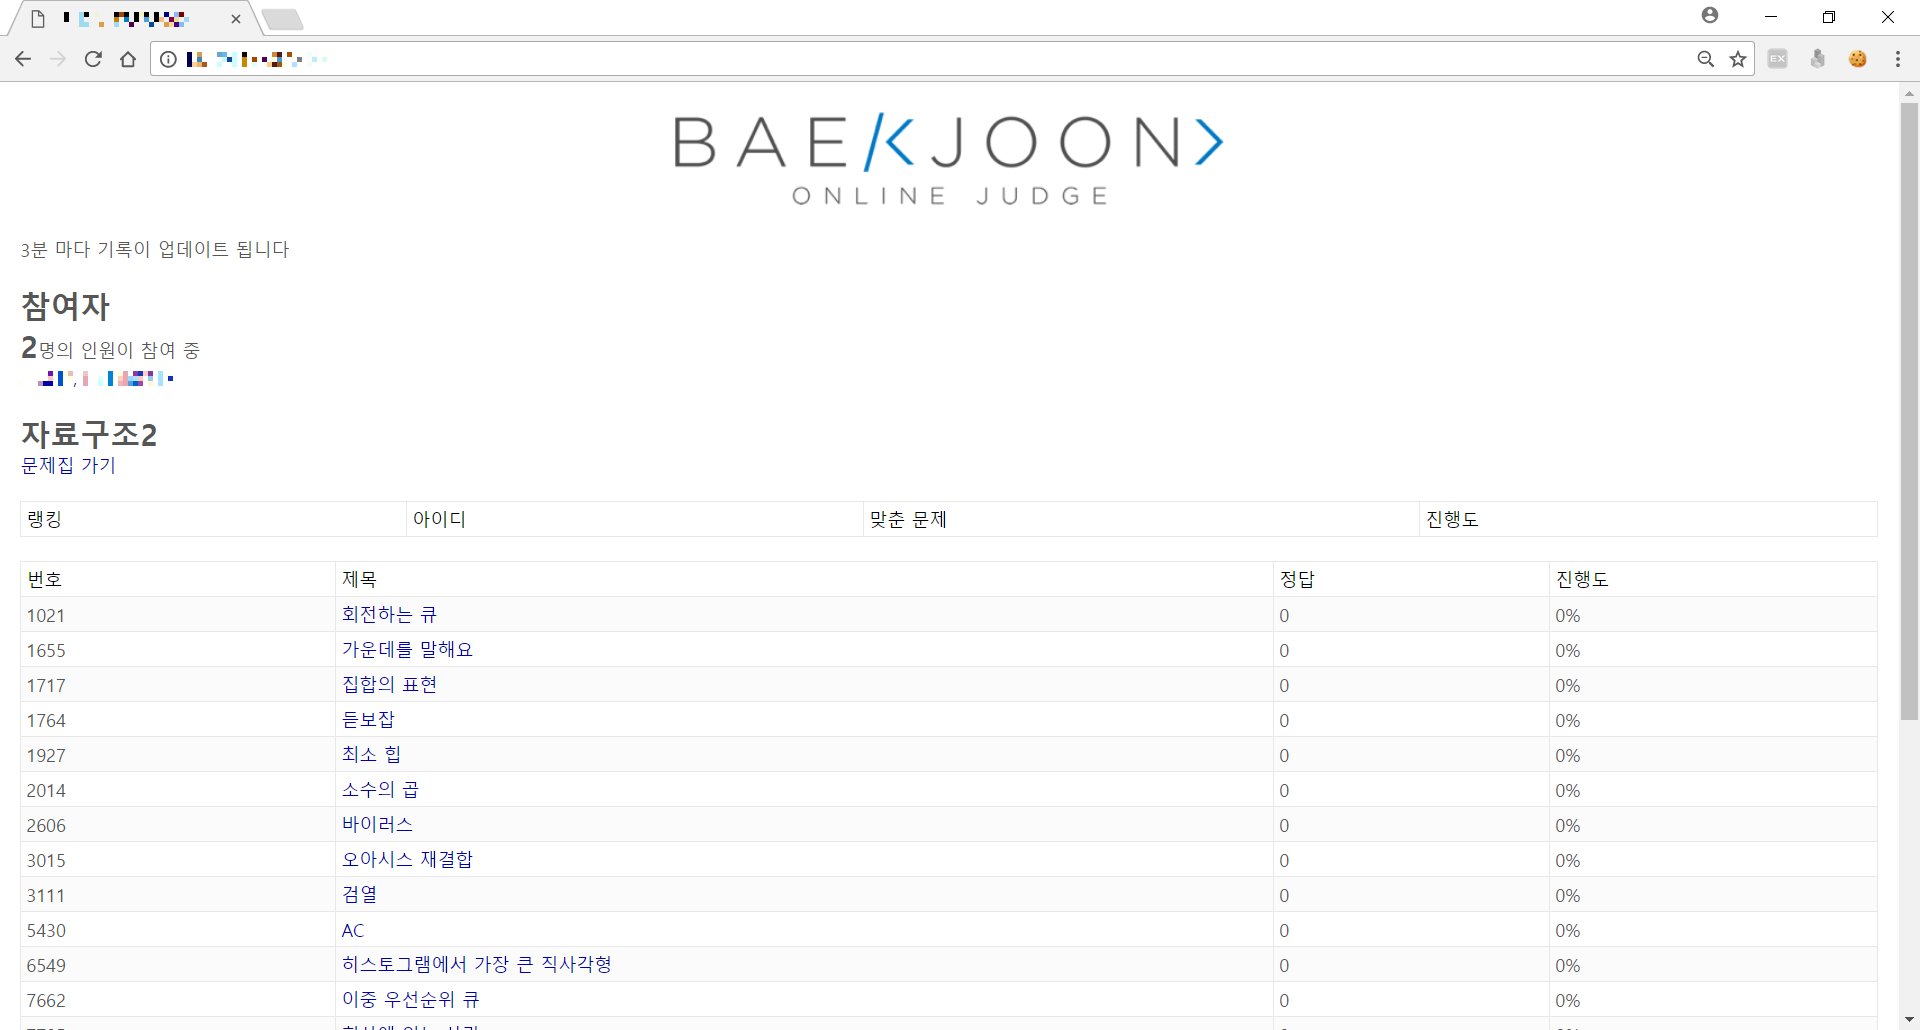 EX
BAEKJOON>
ONLINE JUDGE
3분 마다 기록이 업데이트 됩니다
참여자
2명의 인원이 참여 중
자료구조2
문제집 가기
랭킹 아이디 맞춘 문제 진행도
번호 제목 정답 진행도
1021 회전하는 큐 0 0%
1655 가운데를 말해요 0 0%
1717 집합의 표현 0 0%
1764 듣보잡 0 0%
1927 최소 힙 0 0%
2014 소수의 곱 0 0%
2606 바이러스 0 0%
3015 오아시스 재결합 0 0%
3111 검열 0 0%
5430 AC 0 0%
6549 히스토그램에서 가장 큰 직사각형 0 0%
7662 이중 우선순위 큐 0 0%